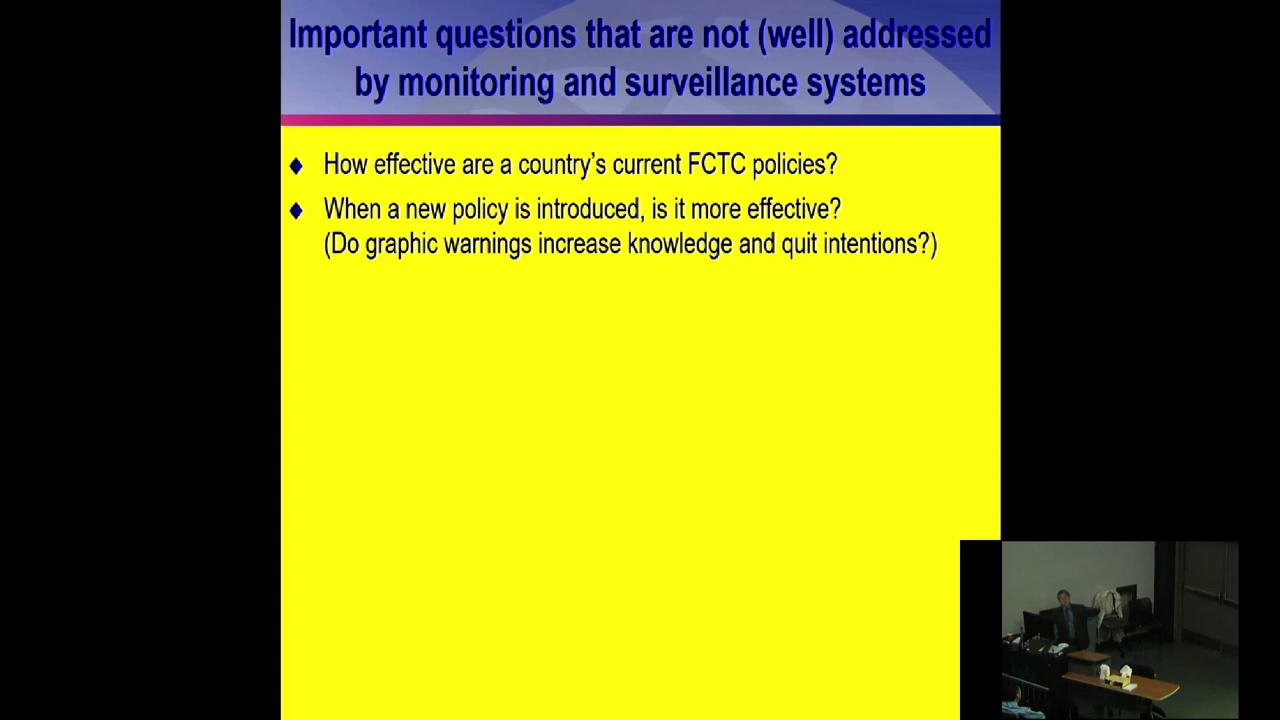 Important questions that are not (well) addressed
by monitoring and surveillance systems
How effective are a country’s current FCTC policies?
When a new policy is introduced, is it more effective?
(Do graphic warnings increase knowledge and quit intentions?)